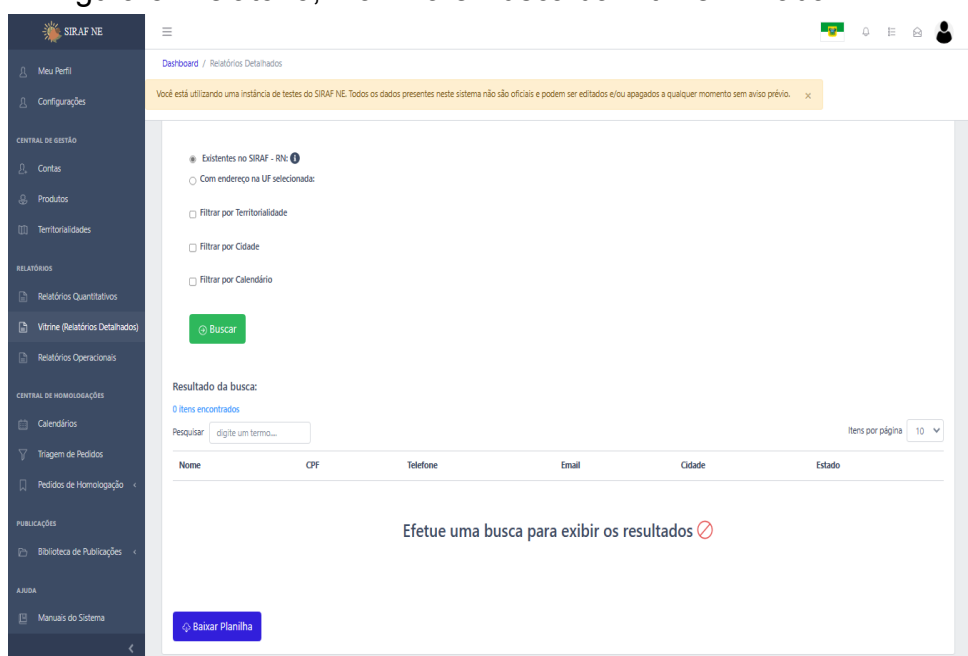 SIRAF NE
Meu Perfil
Configurações
CENTRAL DE GESTÃO
Contas
Produtos
Territorialidades
RELATÓRIOS
Relatórios Quantitativos
Vitrine (Relatórios Detalhados)
Relatórios Operacionais
CENTRAL DE HOMOLOGAÇÕES
Calendários
Triagem de Pedidos
Pedidos de Homologação
PUBLICAÇÕES
Biblioteca de Publicações
AJUDA
Manuais do Sistema
Dashboard / Relatórios Detalhados
Você está utilizando uma instância de testes do SIRAF NE. Todos os dados presentes neste sistema não são oficiais e podem ser editados e/ou apagados a qualquer momento sem aviso prévio. ×
Existentes no SIRAF - RN:
Com endereço na UF selecionada:
Filtrar por Territorialidade
Filtrar por Cidade
Filtrar por Calendário
Buscar
Resultado da busca:
0 itens encontrados
Pesquisar digite um termo.... Itens por página 10
Nome CPF Telefone Email Cidade Estado
Efetue uma busca para exibir os resultados
Baixar Planilha